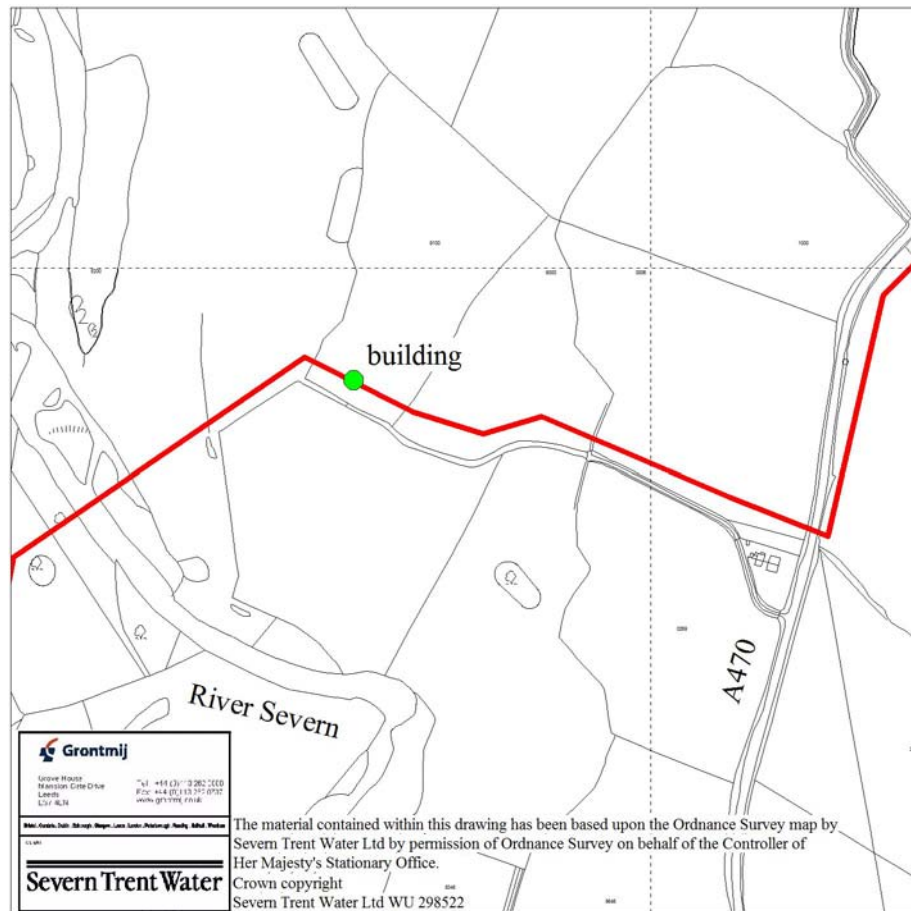 building
River Severn
A470
Grontmij
Grove House
Leeds
The material contained within this drawing has been based upon the Ordnance Survey map by
Severn Trent Water Ltd by permission of Ordnance Survey on behalf of the Controller of
Her Majesty's Stationary Office.
Crown copyright
Severn Trent Water Ltd WU 298522
Severn Trent Water